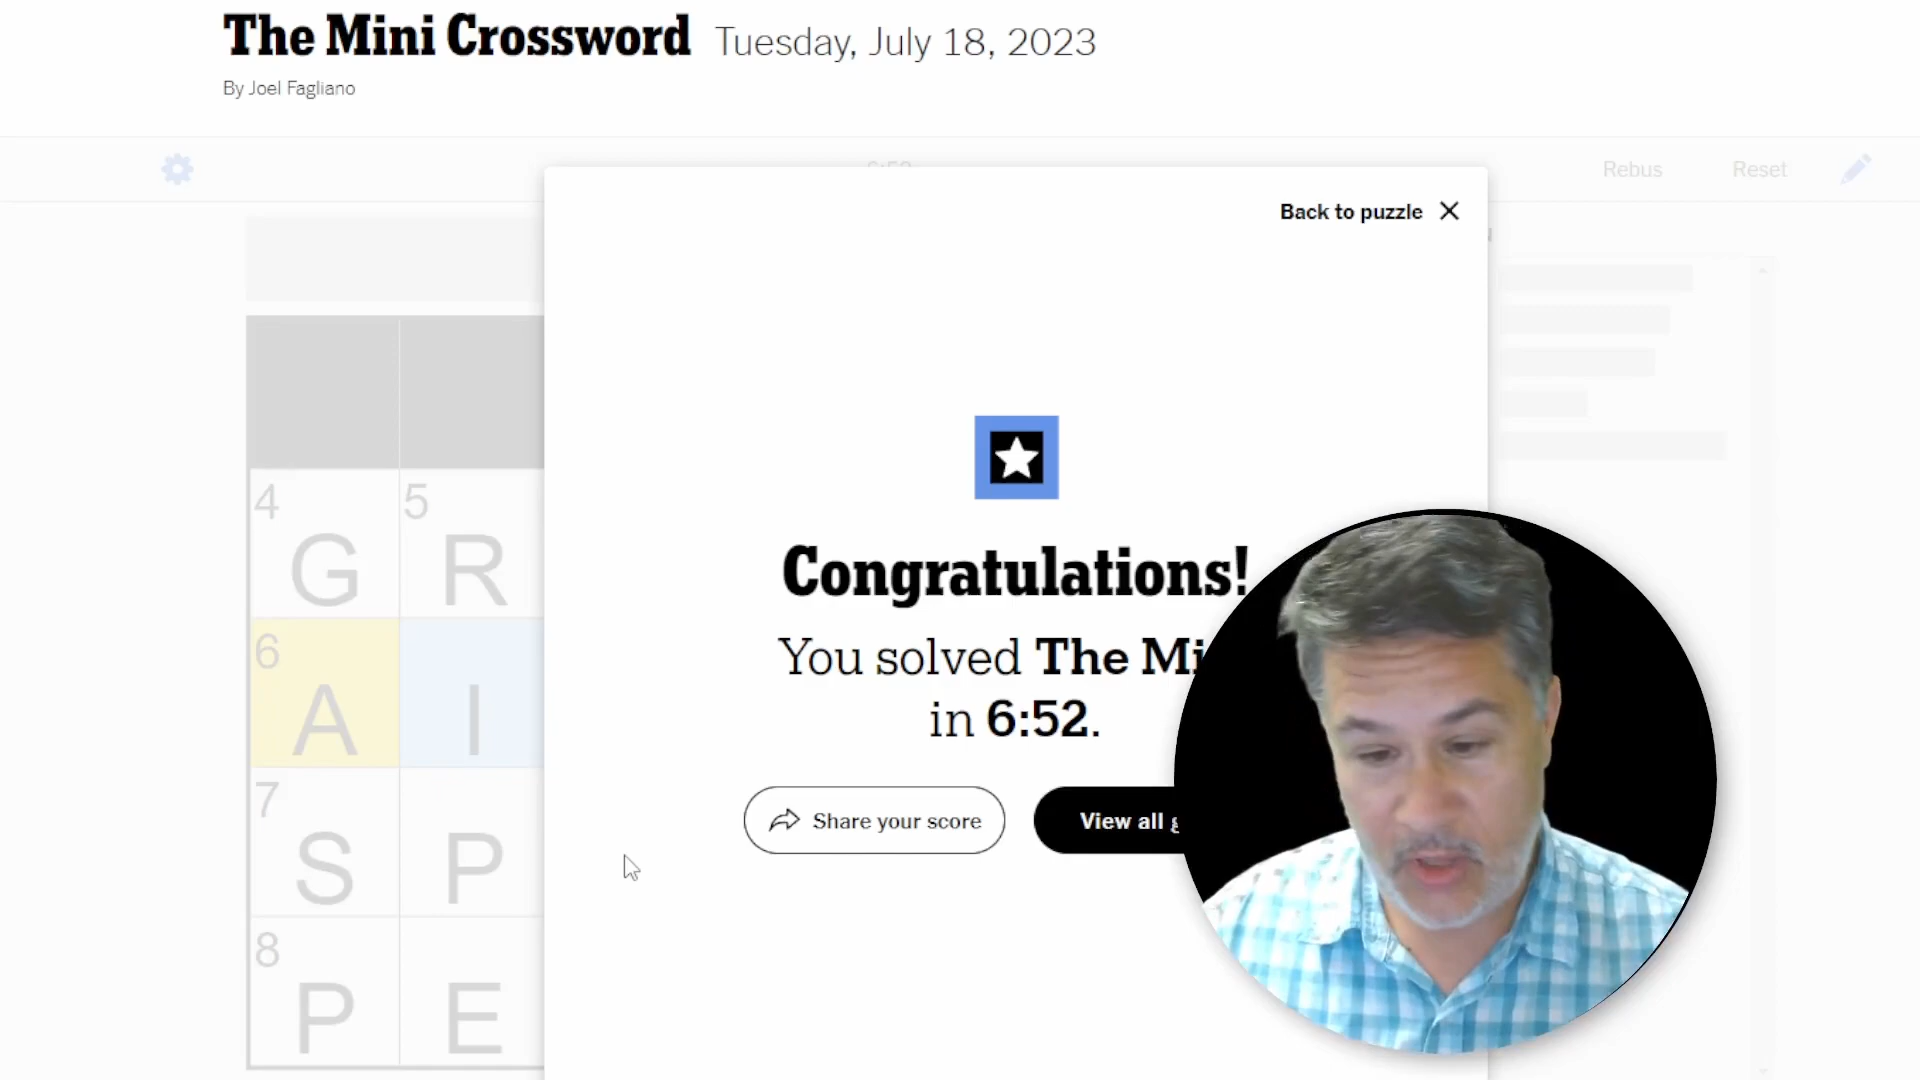 The Mini Crossword Tuesday, July 18, 2023
By Joel Fagliano
Rebus Reset
Back to puzzle
4 G 5 R
6 A I
7 S P
8 P E
Congratulations!
You solved The
in 6:52.
Share your score
View all